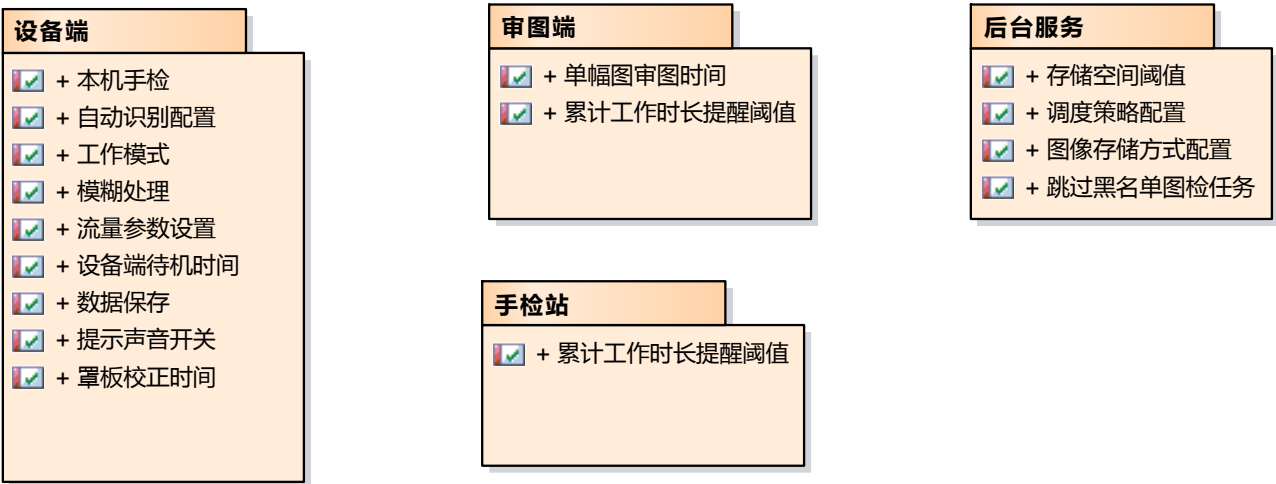 设备端
+ 本机手检
+ 自动识别配置
+ 工作模式
+ 模糊处理
+ 流量参数设置
+ 设备端待机时间
+ 数据保存
+ 提示声音开关
+ 罩板校正时间
审图端
+ 单幅图审图时间
+ 累计工作时长提醒阈值
手检站
+ 累计工作时长提醒阈值
后台服务
+ 存储空间阈值
+ 调度策略配置
+ 图像存储方式配置
+ 跳过黑名单图检任务